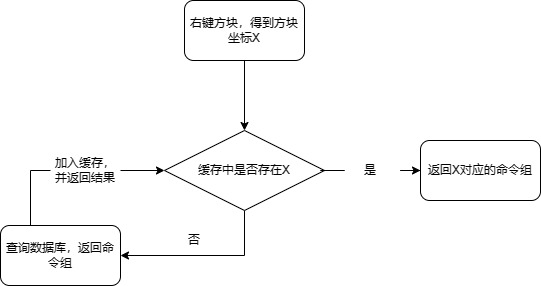 右键方块，得到方块
坐标X
加入缓存，
并返回结果
缓存中是否存在X
是
返回X对应的命令组
否
查询数据库，返回命
令组